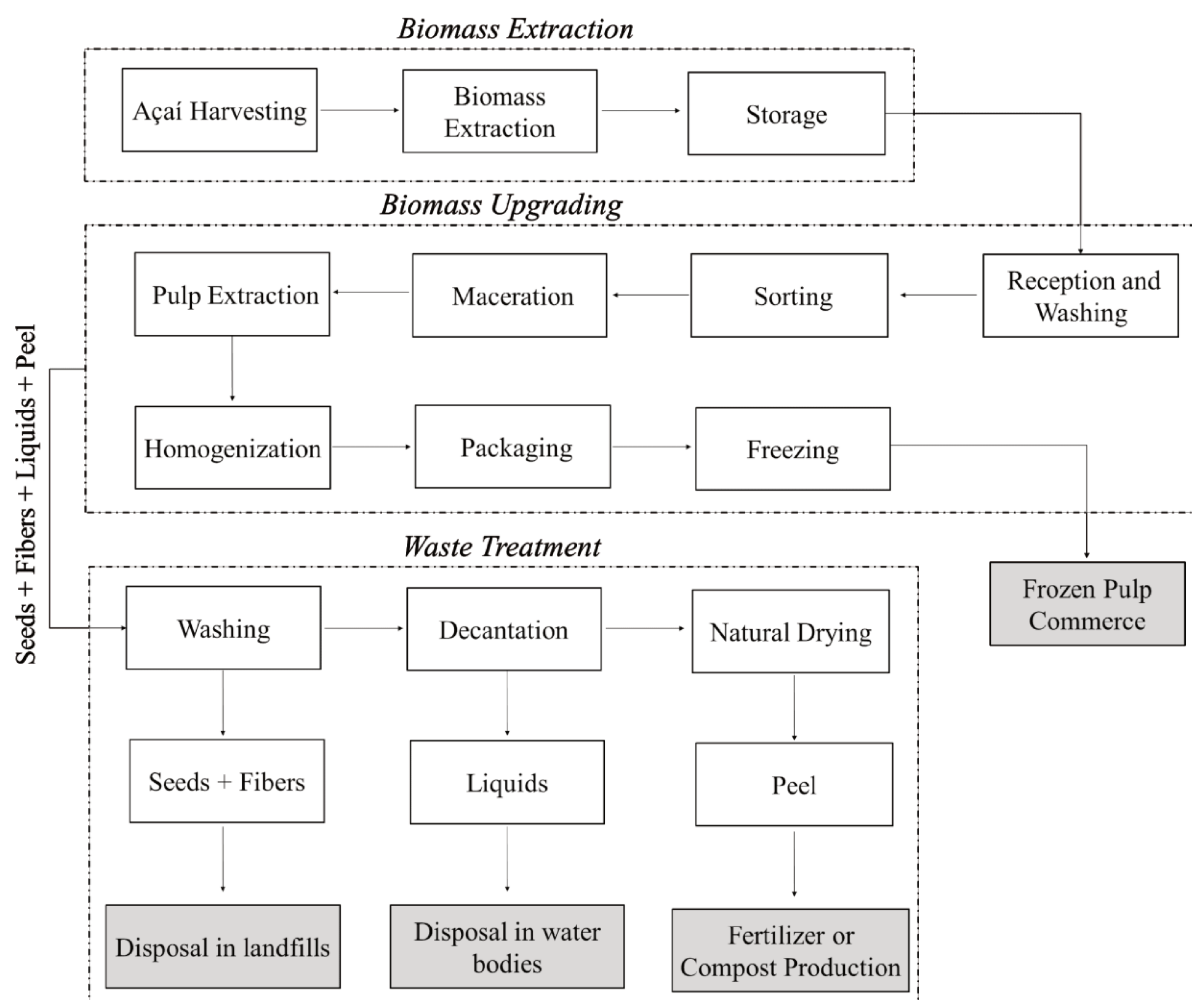 Biomass Extraction
Açaí Harvesting
Biomass
Extraction
Storage
Biomass Upgrading
Pulp Extraction
Maceration
Sorting
Reception and
Washing
Seeds + Fibers + Liquids + Peel
Homogenization
Packaging
Freezing
Waste Treatment
Frozen Pulp
Commerce
Washing
Decantation
Natural Drying
Seeds + Fibers
Liquids
Peel
Disposal in landfills
Disposal in water
bodies
Fertilizer or
Compost Production